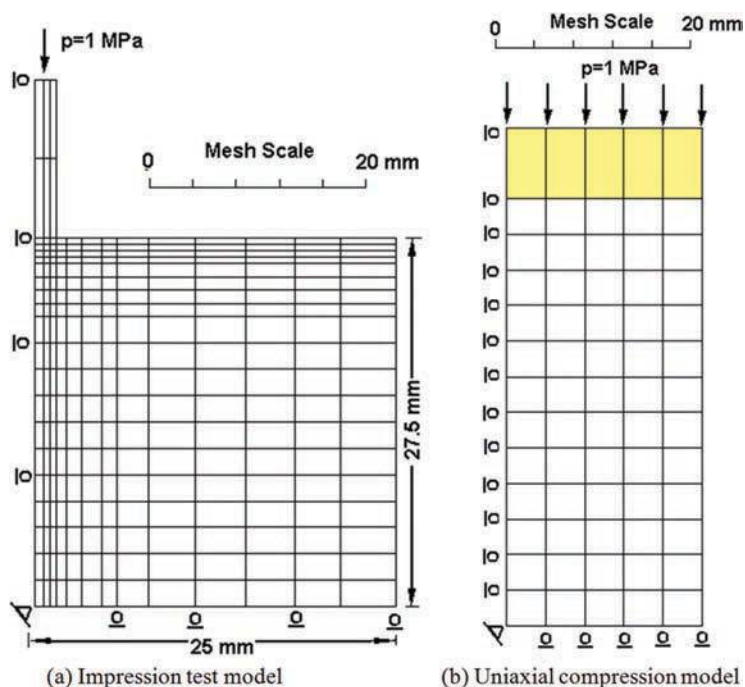 p=1 MPa
Mesh Scale
0
20 mm
27.5 mm
25 mm
(a) Impression test model
Mesh Scale
0
20 mm
p=1 MPa
(b) Uniaxial compression model